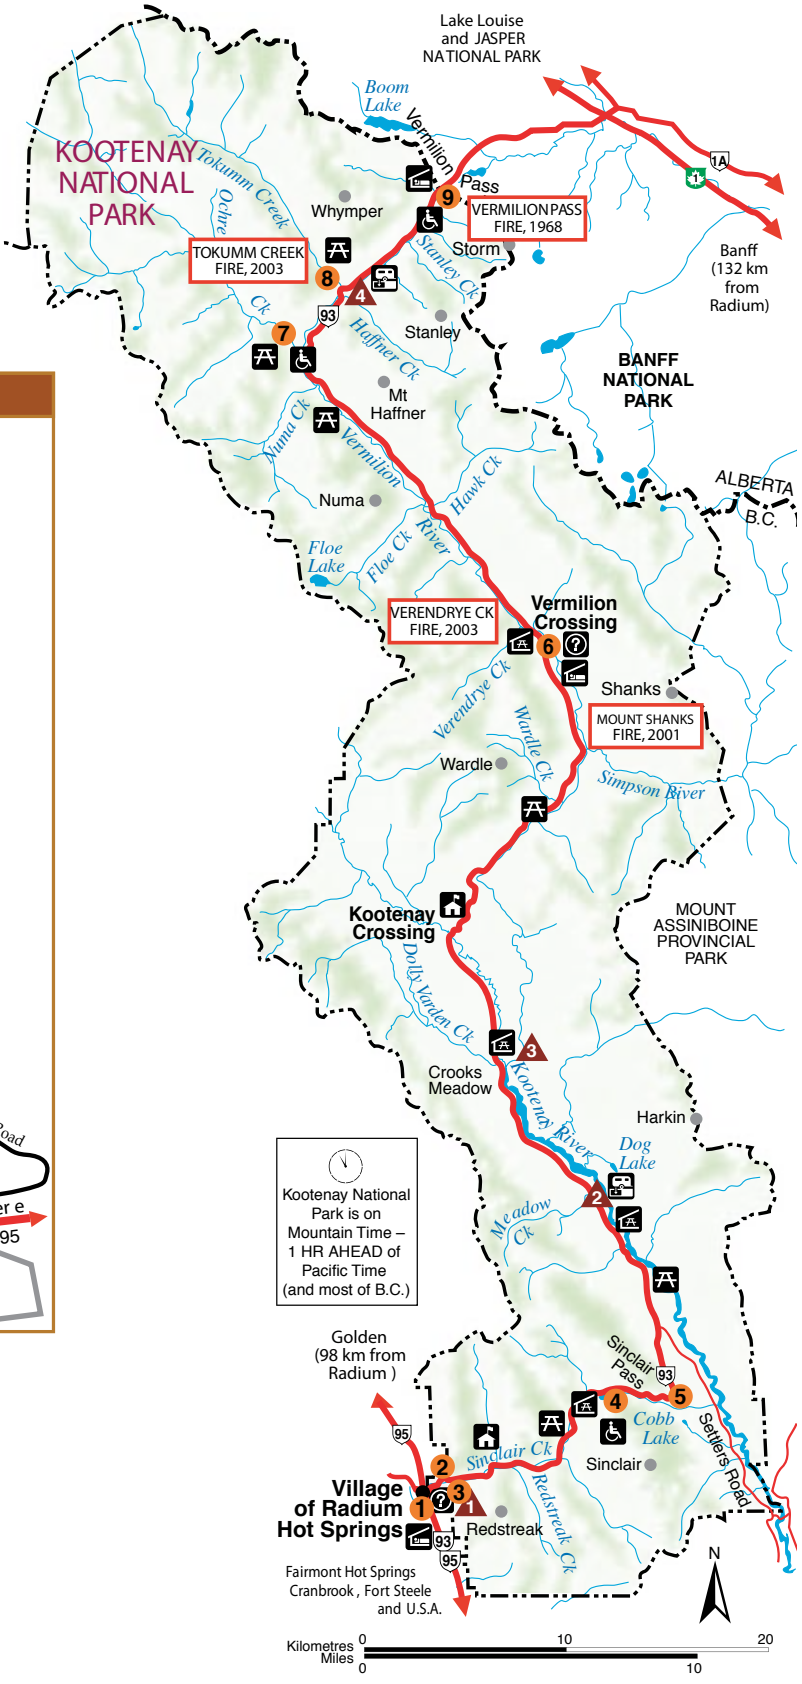 Lake Louise
and JASPER
NATIONAL PARK
Boom
Lake
Vermilion
Pass
1A
1
KOOTENAY
NATIONAL
PARK
Tokumm Creek
Ochre
Ck
Whymper
9
VERMILION PASS
FIRE, 1968
Storm
Stanley Ck
Banff
(132 km
from
Radium)
TOKUMM CREEK
FIRE, 2003
8
4
93
7
Stanley
Haffner Ck
Mt
Haffner
BANFF
NATIONAL
PARK
Numa Ck
Vermilion
River
Hawk Ck
Numa
ALBERTA
B.C.
Floe
Lake
Floe Ck
VERENDRYE CK
FIRE, 2003
Vermilion
Crossing
6
?
Shanks
Verendrye Ck
MOUNT SHANKS
FIRE, 2001
Wardle Ck
Wardle
Simpson River
Kootenay
Crossing
MOUNT
ASSINIBOINE
PROVINCIAL
PARK
Dolly Varden Ck
3
Crooks
Meadow
Kootenay River
Harkin
Dog
Lake
2
Meadow
Ck
oad
er e
95
Kootenay National
Park is on
Mountain Time –
1 HR AHEAD of
Pacific Time
(and most of B.C.)
Golden
(98 km from
Radium )
Sinclair
Pass
93
5
4
Cobb
Lake
Settlers Road
95
Sinclair Ck
Sinclair
2
Village
of Radium
Hot Springs
1
?
3
1
Redstreak
Redstreak Ck
93
95
Fairmont Hot Springs
Cranbrook , Fort Steele
and U.S.A.
N
Kilometres
0 10 20
Miles
0 10